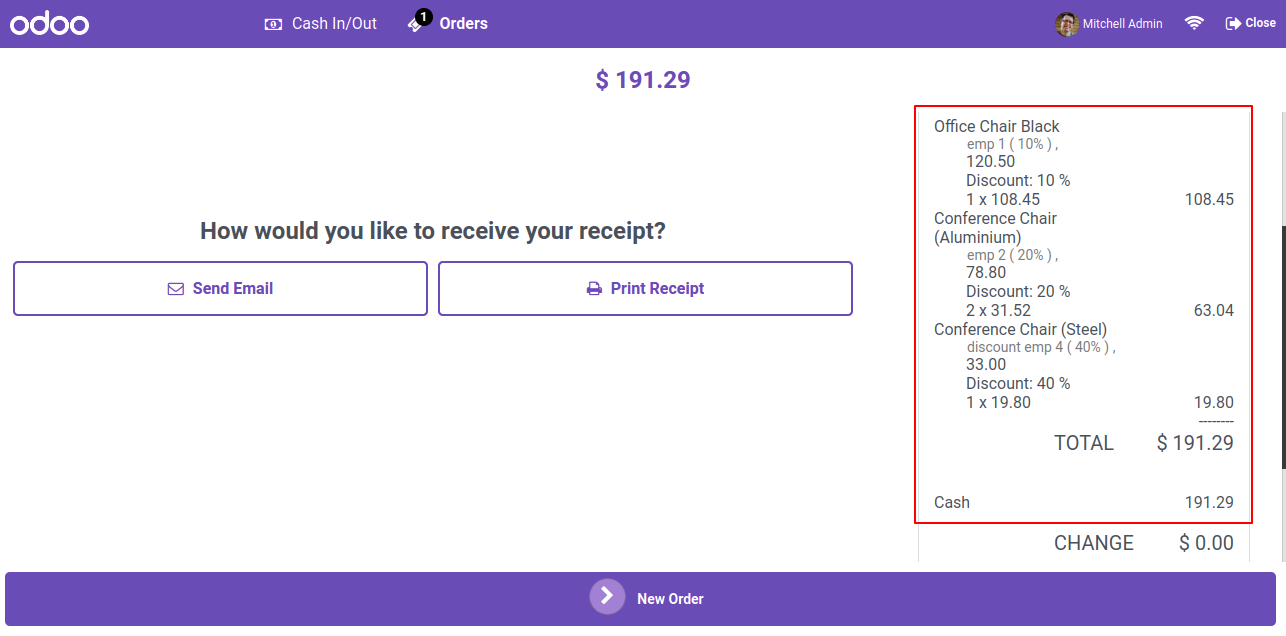 odoo
Cash In/Out
1
Orders
Mitchell Admin
Close
$ 191.29
How would you like to receive your receipt?
Send Email
Print Receipt
Office Chair Black
emp 1 ( 10% ) ,
120.50
Discount: 10 %
1 x 108.45 108.45
Conference Chair
(Aluminium)
emp 2 ( 20% ) ,
78.80
Discount: 20 %
2 x 31.52 63.04
Conference Chair (Steel)
discount emp 4 ( 40% ) ,
33.00
Discount: 40 %
1 x 19.80 19.80
--------
TOTAL $ 191.29
Cash 191.29
CHANGE $ 0.00
New Order